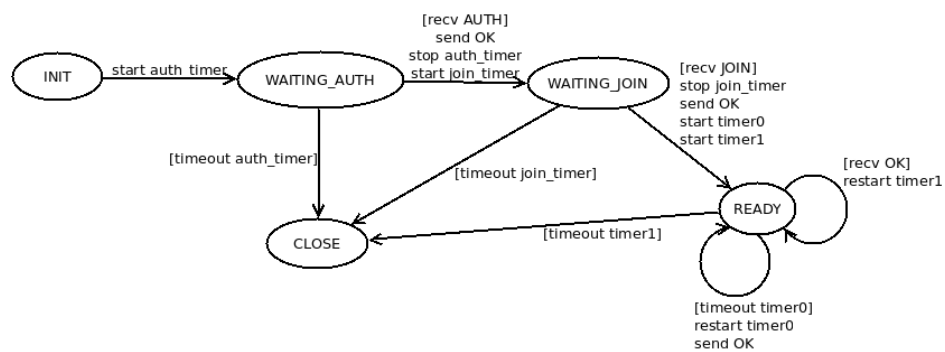 [recv AUTH]
send OK
stop auth_timer
start join_timer
INIT
start auth_timer
WAITING_AUTH
WAITING_JOIN
[recv JOIN]
stop join_timer
send OK
start timer0
start timer1
[timeout auth_timer]
[timeout join_timer]
[recv OK]
restart timer1
READY
CLOSE
[timeout timer1]
[timeout timer0]
restart timer0
send OK